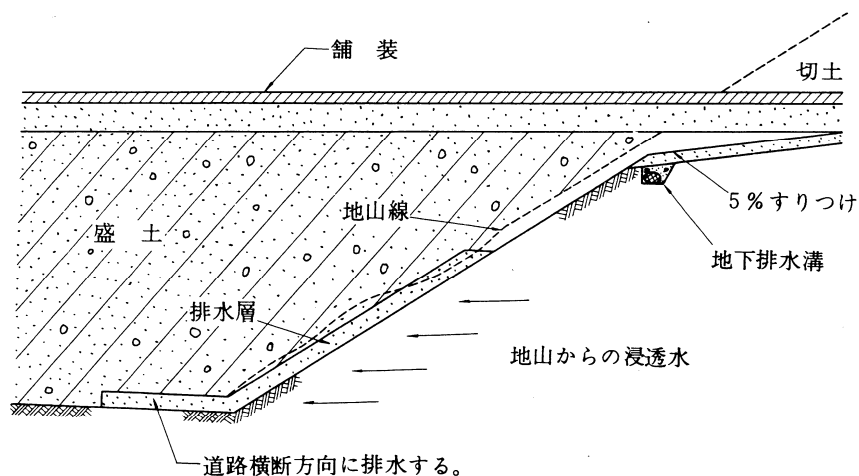 舗装
切土
5%すりつけ
地山線
盛土
地下排水溝
排水層
地山からの浸透水
道路横断方向に排水する。